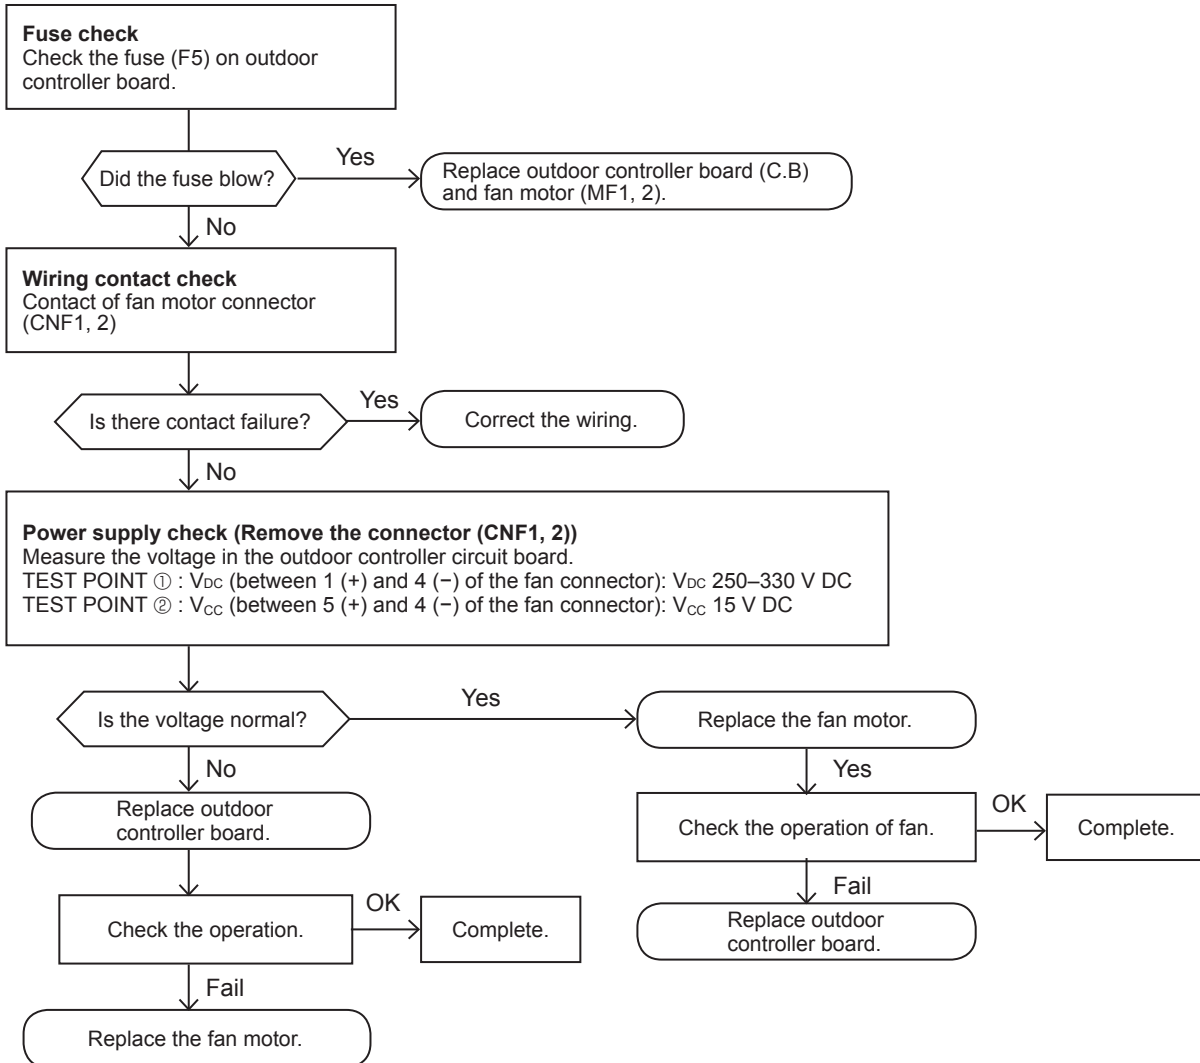 Fuse check
Check the fuse (F5) on outdoor
controller board.
Did the fuse blow?
Yes
Replace outdoor controller board (C.B)
and fan motor (MF1, 2).
No
Wiring contact check
Contact of fan motor connector
(CNF1, 2)
Is there contact failure?
Yes
Correct the wiring.
No
Power supply check (Remove the connector (CNF1, 2))
Measure the voltage in the outdoor controller circuit board.
TEST POINT ① : VDC (between 1 (+) and 4 (−) of the fan connector): VDC 250–330 V DC
TEST POINT ② : VCC (between 5 (+) and 4 (−) of the fan connector): VCC 15 V DC
Is the voltage normal?
Yes
Replace the fan motor.
No
Yes
Replace outdoor
controller board.
Check the operation of fan.
OK
Complete.
Check the operation.
OK
Complete.
Fail
Replace outdoor
controller board.
Fail
Replace the fan motor.